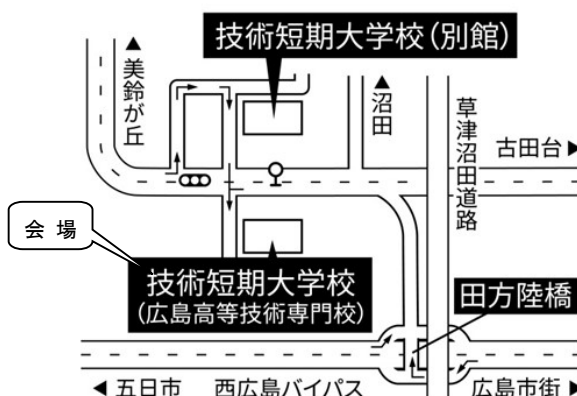 技術短期大学校(別館)
▲美鈴が丘
▲沼田
草津沼田道路
古田台▶
会場
技術短期大学校
(広島高等技術専門校)
田方陸橋
◀五日市
西広島バイパス
広島市街▶